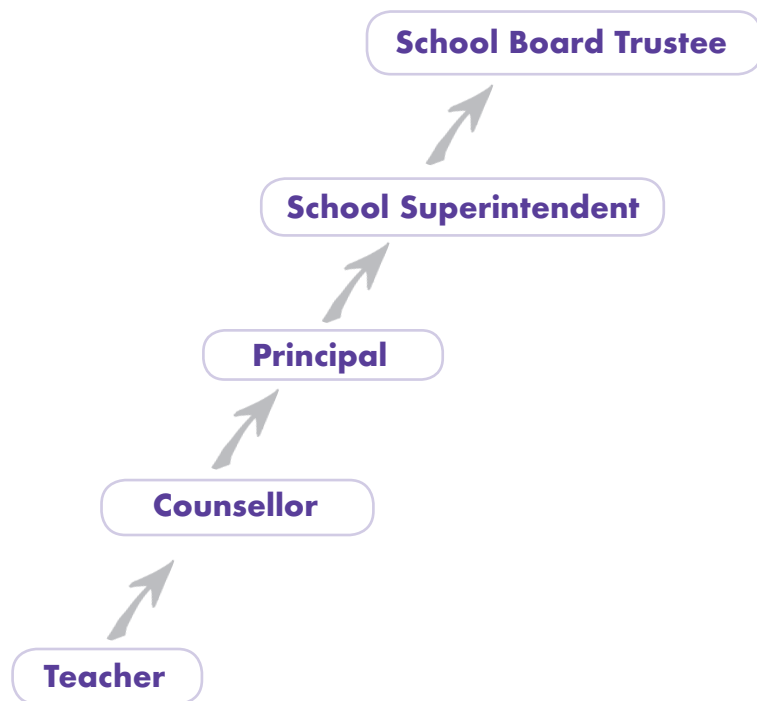 School Board Trustee
School Superintendent
Principal
Counsellor
Teacher